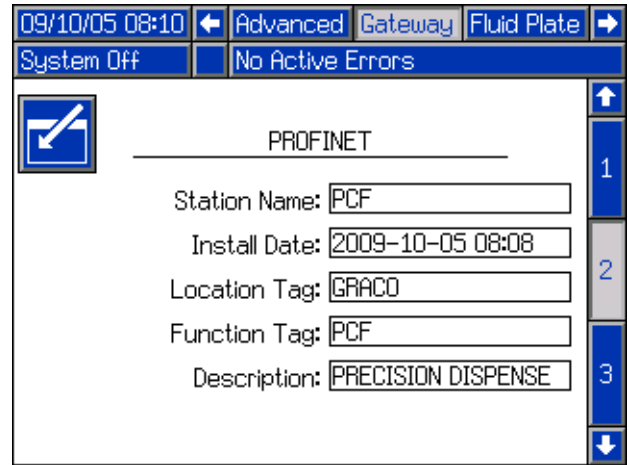 09/10/05 08:10 Advanced Gateway Fluid Plate
System Off No Active Errors
PROFINET
1
Station Name: PCF
Install Date: 2009-10-05 08:08
2
Location Tag: GRACO
Function Tag: PCF
Description: PRECISION DISPENSE
3